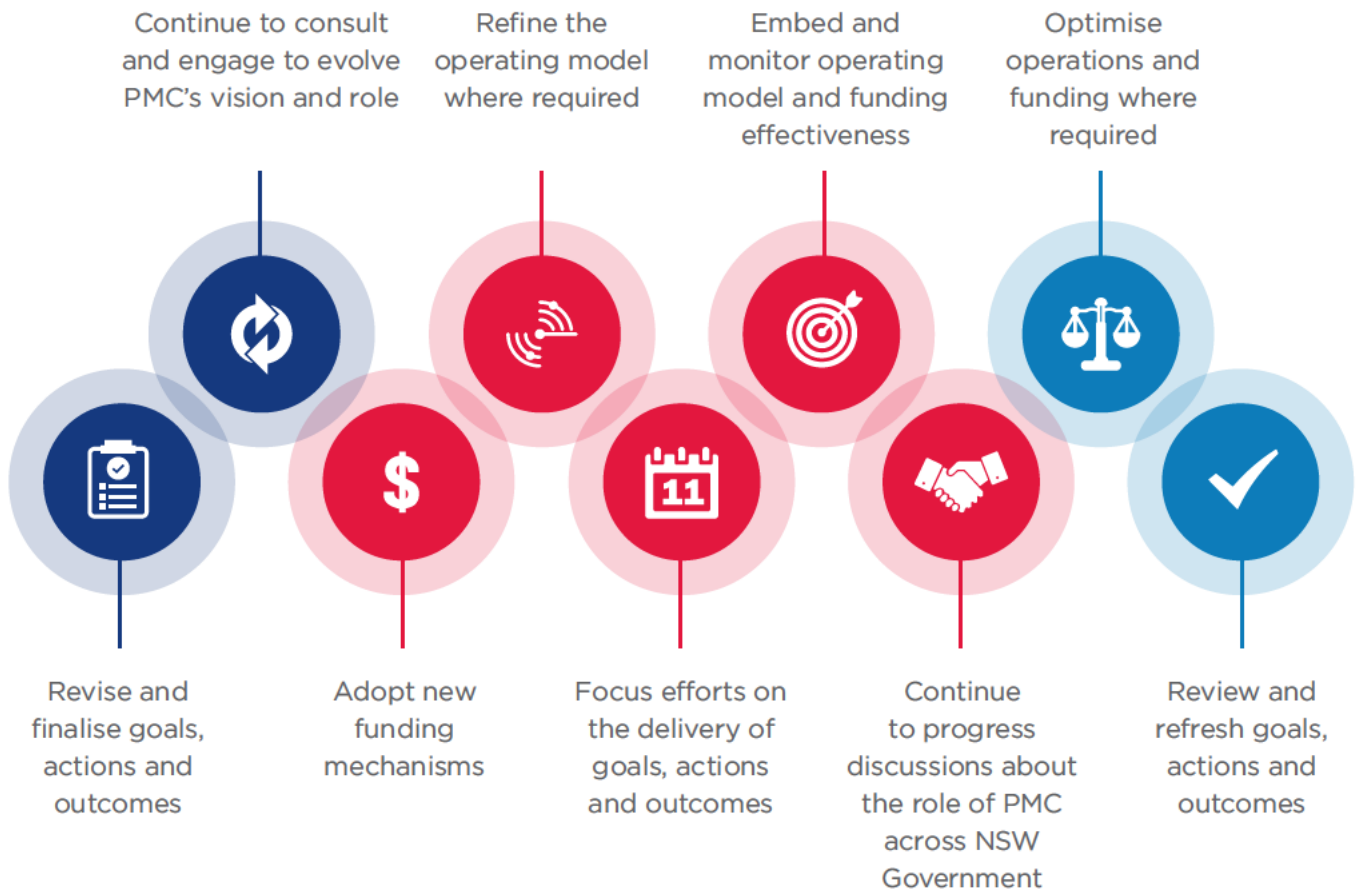 Continue to consult
and engage to evolve
PMC's vision and role
Refine the
operating model
where required
Embed and
monitor operating
model and funding
effectiveness
Optimise
operations and
funding where
required
$
11
Revise and
finalise goals,
actions and
outcomes
Adopt new
funding
mechanisms
Focus efforts on
the delivery of
goals, actions
and outcomes
Continue
to progress
discussions about
the role of PMC
across NSW
Government
Review and
refresh goals,
actions and
outcomes